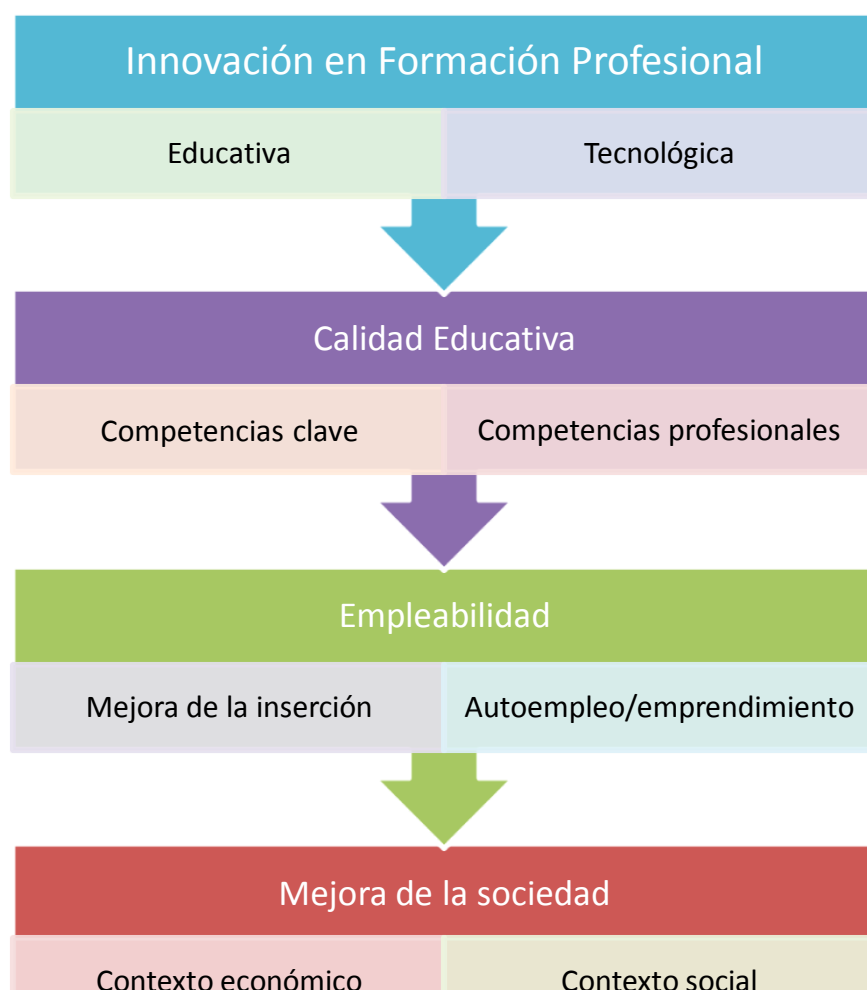 Innovación en Formación Profesional
Educativa
Tecnológica
Calidad Educativa
Competencias clave
Competencias profesionales
Empleabilidad
Mejora de la inserción
Autoempleo/emprendimiento
Mejora de la sociedad
Contexto económico
Contexto social